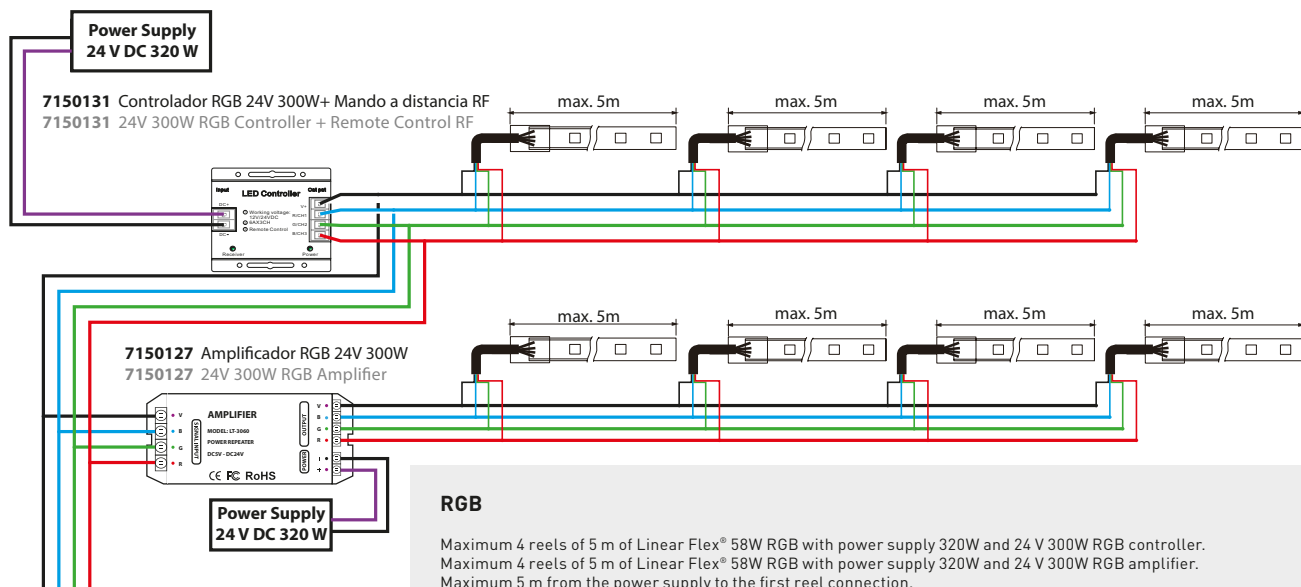 Power Supply
24 V DC 320 W
7150131 Controlador RGB 24V 300W+ Mando a distancia RF
7150131 24V 300W RGB Controller + Remote Control RF
max. 5m
max. 5m
max. 5m
max. 5m
Input
LED Controller
Out put
DC+
DC+
Working voltage:
12V/24VDC
6AX3CH
Remote Control
V+
R/CH1
G/CH2
B/CH3
Receiver
Power
max. 5m
max. 5m
max. 5m
max. 5m
7150127 Amplificador RGB 24V 300W
7150127 24V 300W RGB Amplifier
V
B
G
R
SIGNAL INPUT
AMPLIFIER
MODEL: LT-3060
POWER REPEATER
DC5V - DC24V
CE FC RoHS
OUTPUT
V
B
G
R
POWER
Power Supply
24 V DC 320 W
RGB
Maximum 4 reels of 5 m of Linear Flex® 58W RGB with power supply 320W and 24 V 300W RGB controller.
Maximum 4 reels of 5 m of Linear Flex® 58W RGB with power supply 320W and 24 V 300W RGB amplifier.
Maximum 5 m from the power supply to the first reel connection.